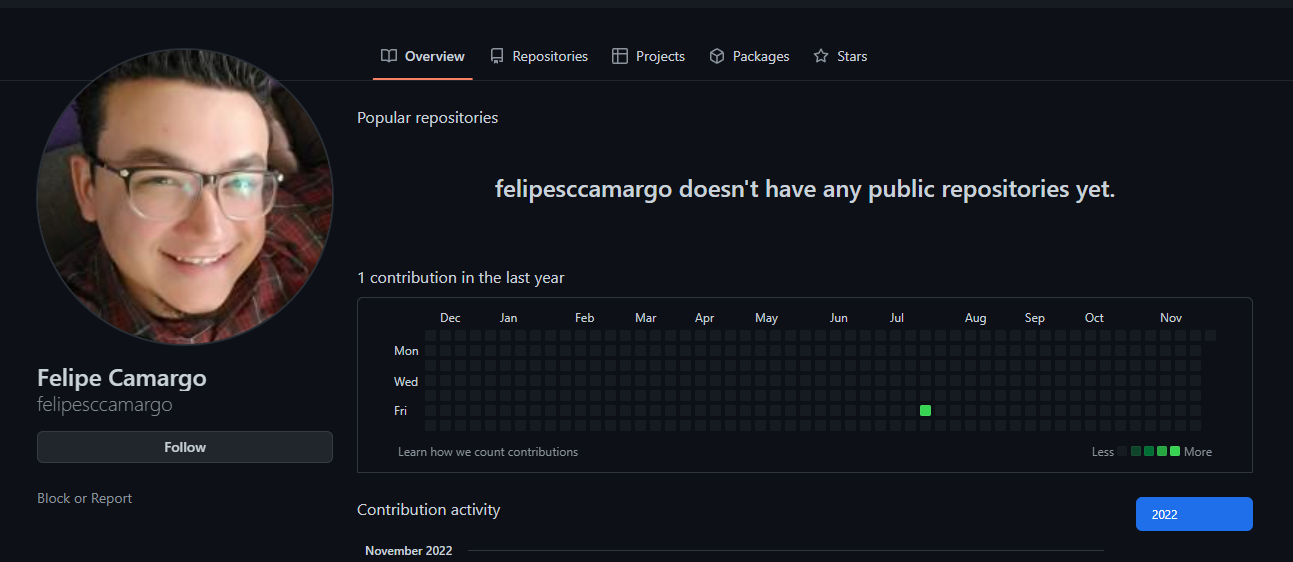 Overview Repositories Projects Packages Stars
Popular repositories
felipesccamargo doesn't have any public repositories yet.
1 contribution in the last year
Dec Jan Feb Mar Apr May Jun Jul Aug Sep Oct Nov
Mon
Wed
Fri
Learn how we count contributions
Less More
Felipe Camargo
felipesccamargo
Follow
Block or Report
Contribution activity
2022
November 2022